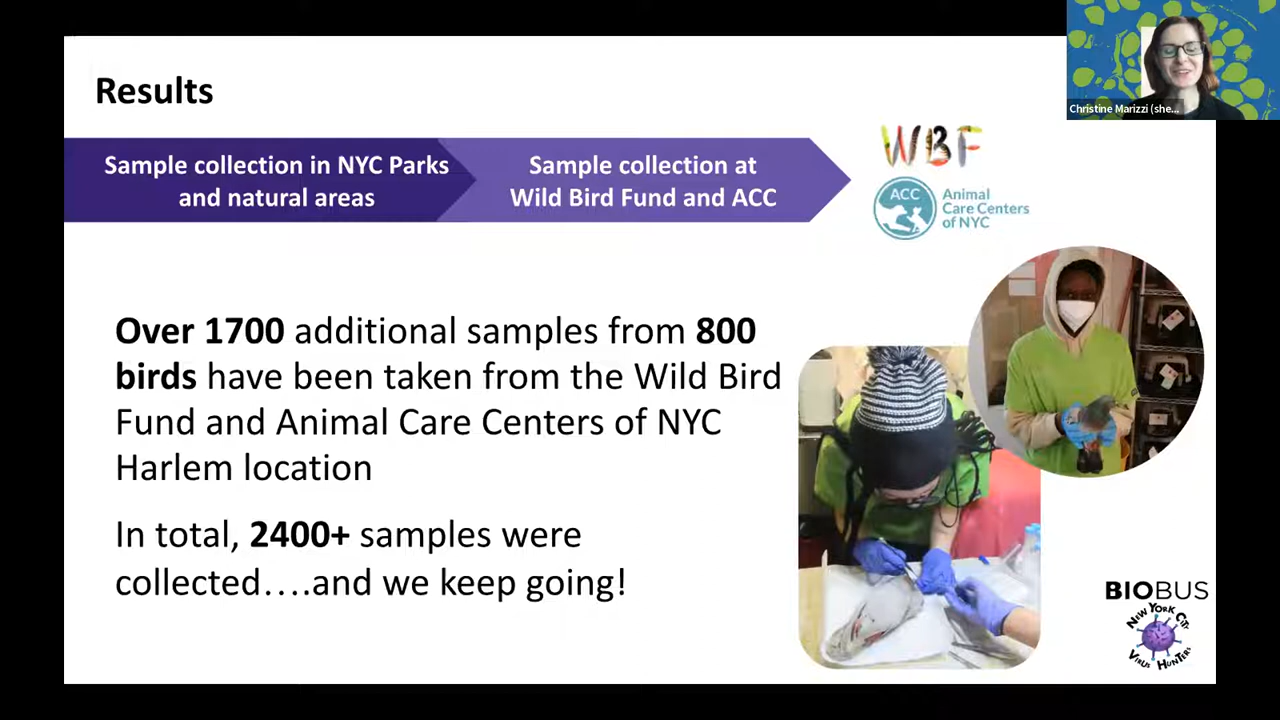 Results
Christine Marizzi (she...
Sample collection in NYC Parks
and natural areas
Sample collection at
Wild Bird Fund and ACC
WBF
ACC
Animal
Care Centers
of NYC
Over 1700 additional samples from 800
birds have been taken from the Wild Bird
Fund and Animal Care Centers of NYC
Harlem location
In total, 2400+ samples were
collected….and we keep going!
BIOBUS
NEW YORK CITY
VIRUS HUNTERS